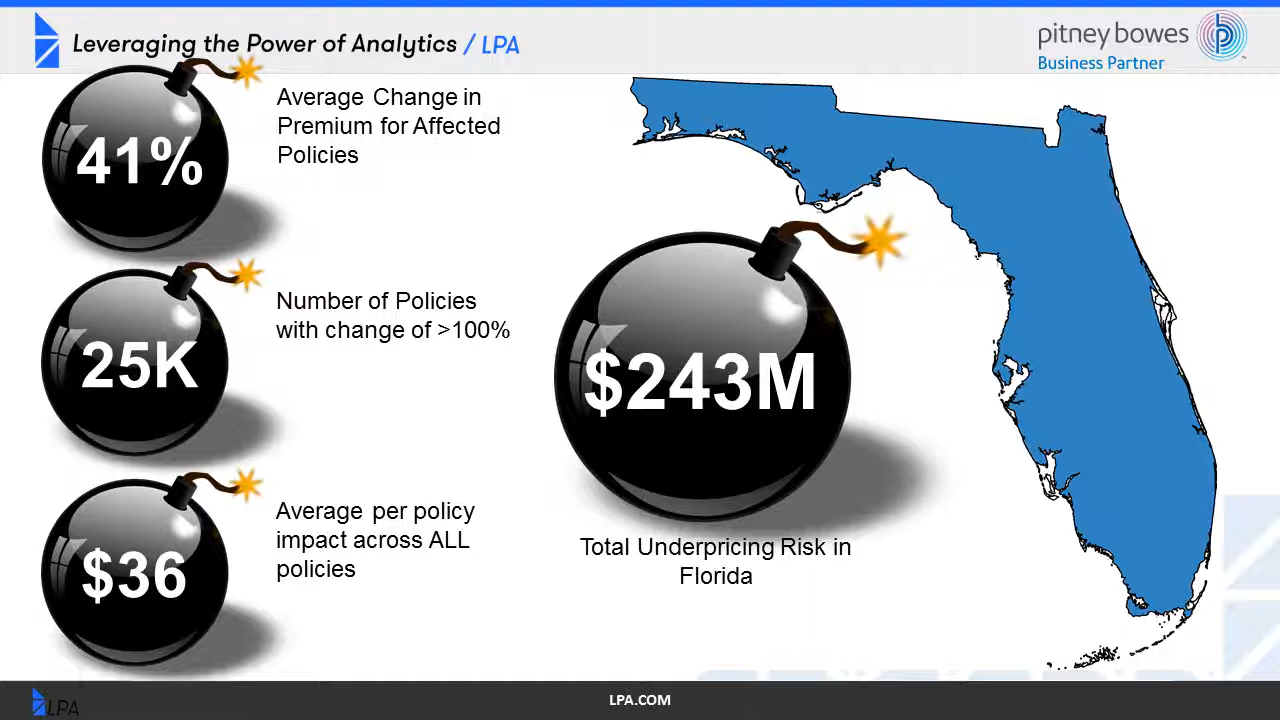 Leveraging the Power of Analytics / LPA
pitney bowes
Business Partner
41%
Average Change in
Premium for Affected
Policies
25K
Number of Policies
with change of >100%
$36
Average per policy
impact across ALL
policies
$243M
Total Underpricing Risk in
Florida
LPA
LPA.COM